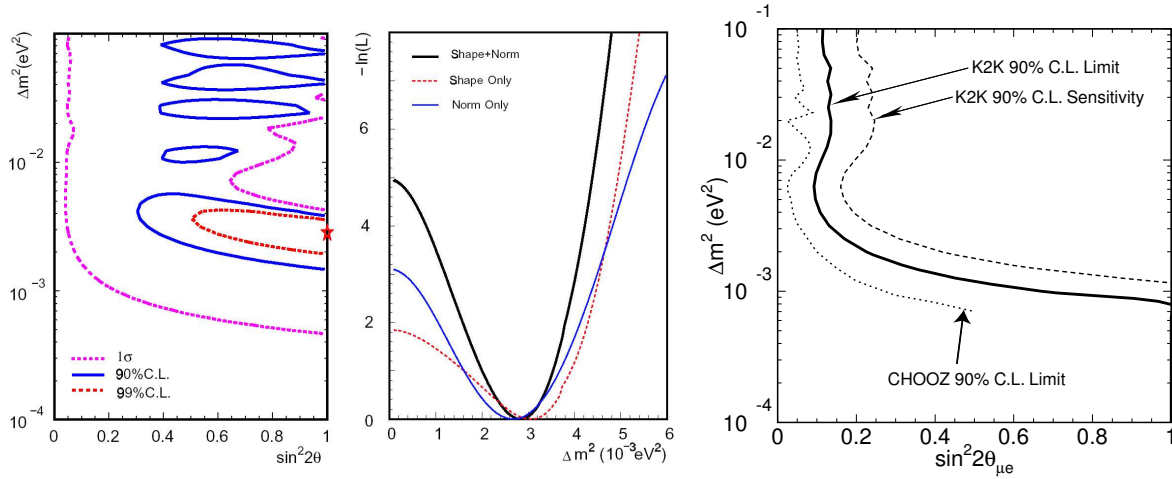 Δm²(eV²)
10⁻²
10⁻³
10⁻⁴
1σ
90%C.L.
99%C.L.
0 0.2 0.4 0.6 0.8 1
sin²2θ
−ln(L)
8
6
4
2
0
Shape+Norm
Shape Only
Norm Only
0 1 2 3 4 5 6
Δm² (10⁻³eV²)
Δm² (eV²)
10⁻¹
10⁻²
10⁻³
10⁻⁴
K2K 90% C.L. Limit
K2K 90% C.L. Sensitivity
CHOOZ 90% C.L. Limit
0 0.2 0.4 0.6 0.8 1
sin²2θμe